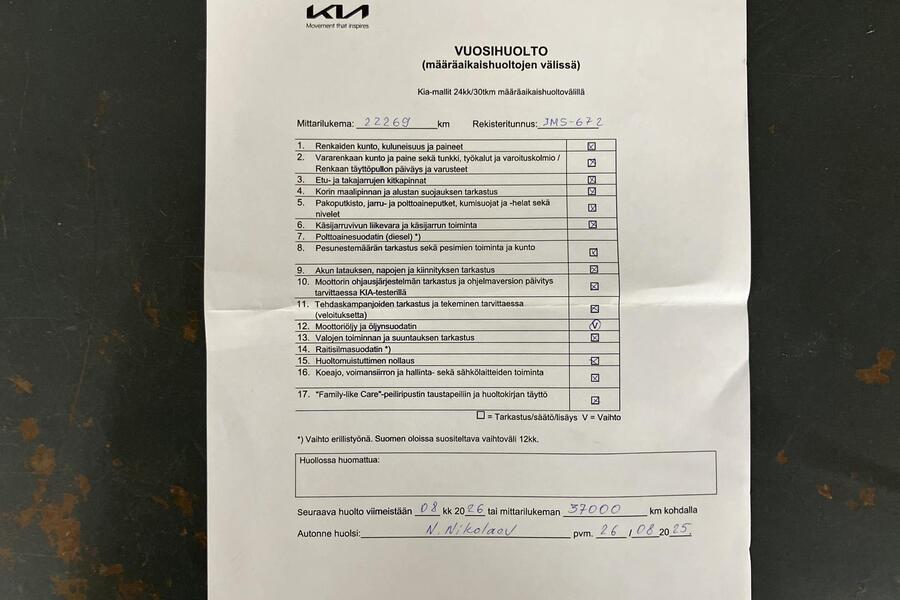 KIA
Movement that inspires
VUOSIHUOLTO
(määräaikaishuoltojen välissä)
Kia-mallit 24kk/30tkm määräaikaishuoltovälillä
Mittarilukema: 22269 km Rekisteritunnus: JMS-672
1. Renkaiden kunto, kuluneisuus ja paineet ☒
2. Vararenkaan kunto ja paine sekä tunkki, työkalut ja varoituskolmio /
Renkaan täyttöpullon päiväys ja varusteet ☒
3. Etu- ja takajarrujen kitkapinnat ☒
4. Korin maalipinnan ja alustan suojauksen tarkastus ☒
5. Pakoputkisto, jarru- ja polttoaineputket, kumisuojat ja -helat sekä
nivelet ☒
6. Käsijarruvivun liikevara ja käsijarrun toiminta ☒
7. Polttoainesuodatin (diesel) *)
8. Pesunestemäärän tarkastus sekä pesimien toiminta ja kunto ☒
9. Akun latauksen, napojen ja kiinnityksen tarkastus ☒
10. Moottorin ohjausjärjestelmän tarkastus ja ohjelmaversion päivitys
tarvittaessa KIA-testerillä ☒
11. Tehdaskampanjoiden tarkastus ja tekeminen tarvittaessa
(veloituksetta) ☒
12. Moottoriöljy ja öljynsuodatin V
13. Valojen toiminnan ja suuntauksen tarkastus ☒
14. Raitisilmasuodatin *)
15. Huoltomuistuttimen nollaus ☒
16. Koeajo, voimansiirron ja hallinta- sekä sähkölaitteiden toiminta ☒
17. "Family-like Care"-peiliripustin taustapeiliin ja huoltokirjan täyttö ☒
☐ = Tarkastus/säätö/lisäys V = Vaihto
*) Vaihto erillistyönä. Suomen oloissa suositeltava vaihtoväli 12kk.
Huollossa huomattua:
Seuraava huolto viimeistään 08 kk 2026 tai mittarilukeman 37000 km kohdalla
Autonne huolsi: N. Nikolaov pvm. 26 / 08 2025.